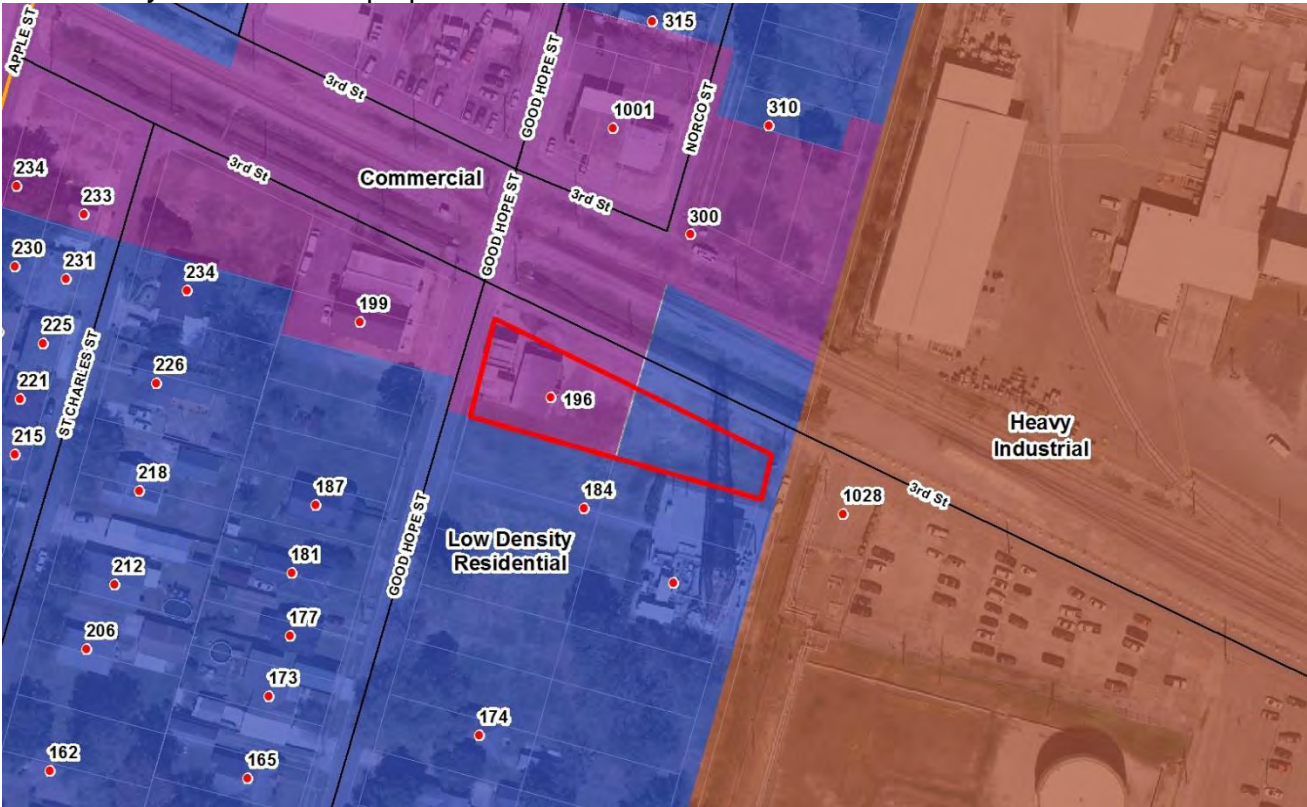 315
APPLE ST
3rd St
GOOD HOPE ST
1001
NORCO ST
310
234
233
3rd St
Commercial
GOOD HOPE ST
3rd St
300
230
231
234
199
225
226
196
221
ST CHARLES ST
215
Heavy
Industrial
218
187
184
3rd St
1028
GOOD HOPE ST
Low Density
Residential
212
181
206
177
173
174
162
165